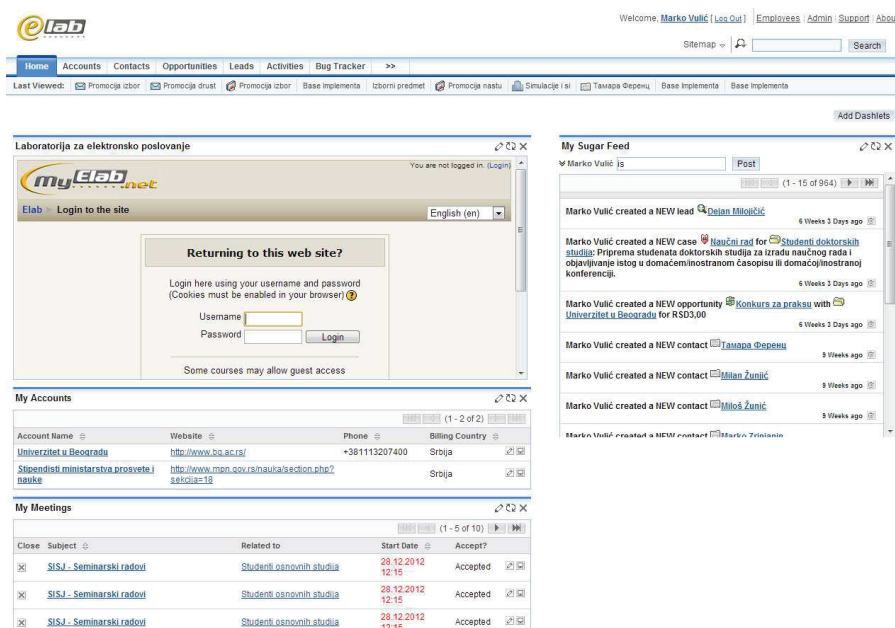 elab
Welcome, Marko Vulić [ Log Out ] Employees Admin Support Abou
Sitemap Search
Home Accounts Contacts Opportunities Leads Activities Bug Tracker >>
Last Viewed: Promocija izbor Promocija drust Promocija izbor Base implementa Izborni predmet Promocija nastu Simulacije i si Тамара Ференц Base implementa Base implementa
Add Dashlets
Laboratorija za elektronsko poslovanje
You are not logged in. (Login)
myElab.net
Elab ► Login to the site
English (en)
Returning to this web site?
Login here using your username and password
(Cookies must be enabled in your browser)
Username
Password Login
Some courses may allow guest access
My Accounts
(1 - 2 of 2)
Account Name Website Phone Billing Country
Univerzitet u Beogradu http://www.bg.ac.rs/ +381113207400 Srbija
Stipendisti ministarstva prosvete i
nauke
http://www.mpn.gov.rs/nauka/section.php?
sekcija=18
Srbija
My Meetings
(1 - 5 of 10)
Close Subject Related to Start Date Accept?
SISJ - Seminarski radovi Studenti osnovnih studija 28.12.2012
12:15 Accepted
SISJ - Seminarski radovi Studenti osnovnih studija 28.12.2012
12:15 Accepted
SISJ - Seminarski radovi Studenti osnovnih studija 28.12.2012
12:15 Accepted
My Sugar Feed
Marko Vulić is Post
(1 - 15 of 964)
Marko Vulić created a NEW lead Dejan Milojičić
6 Weeks 3 Days ago
Marko Vulić created a NEW case Naučni rad for Studenti doktorskih
studija: Priprema studenata doktorskih studija za izradu naučnog rada i
objavljivanje istog u domaćem/inostranom časopisu ili domaćoj/inostranoj
konferenciji.
6 Weeks 3 Days ago
Marko Vulić created a NEW opportunity Konkurs za praksu with
Univerzitet u Beogradu for RSD3,00
6 Weeks 3 Days ago
Marko Vulić created a NEW contact Тамара Ференц
9 Weeks ago
Marko Vulić created a NEW contact Milan Žunjić
9 Weeks ago
Marko Vulić created a NEW contact Miloš Žunić
9 Weeks ago
Marko Vulić created a NEW contact Marko Zrnjanin